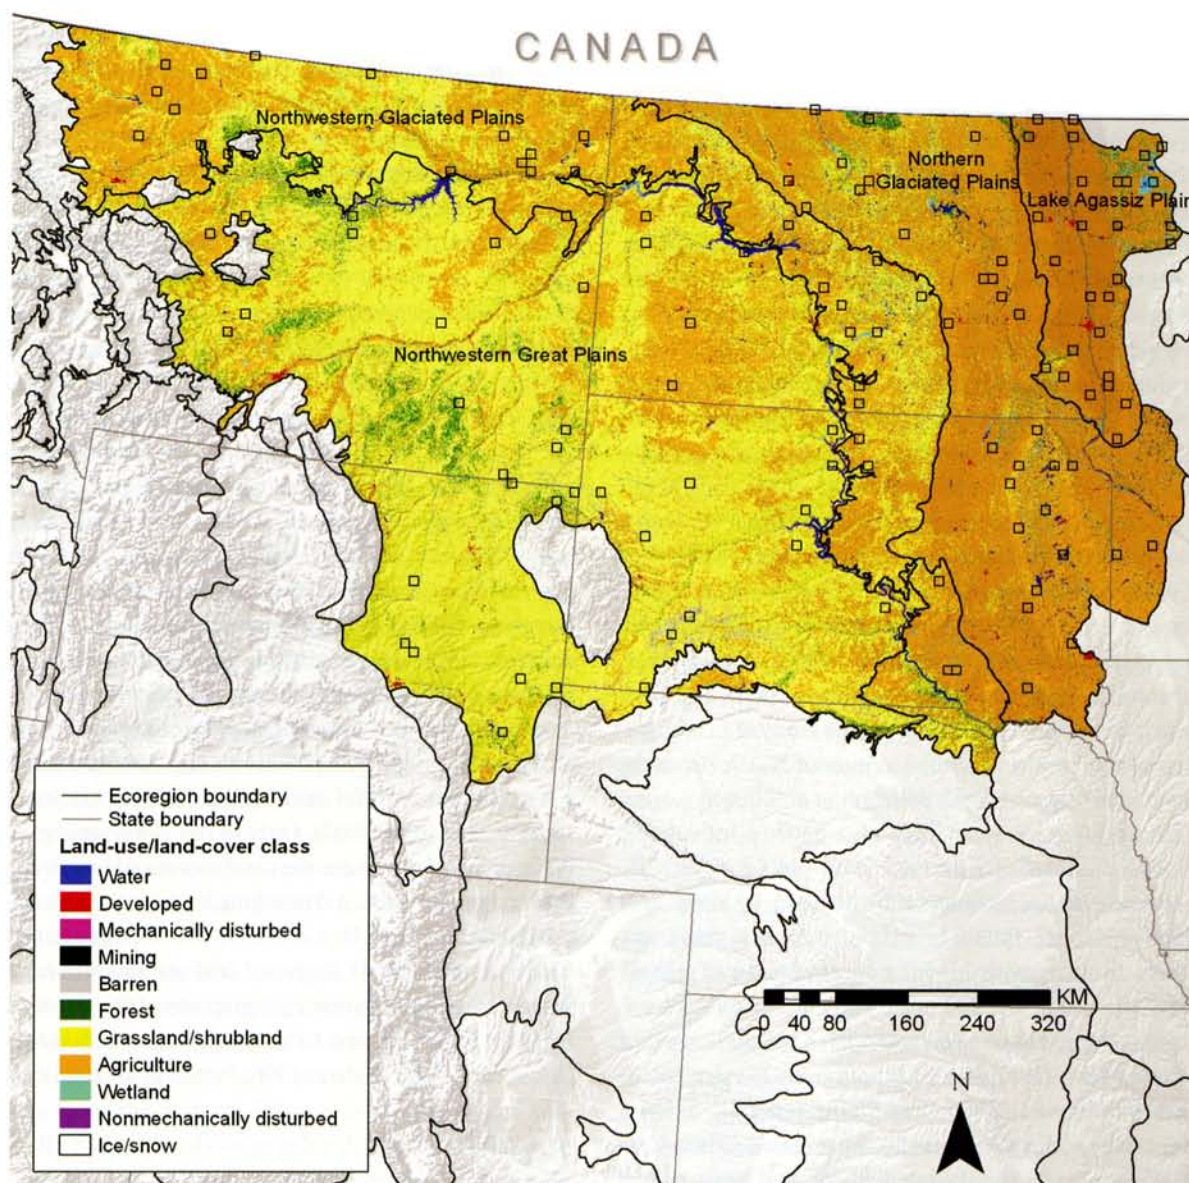 CANADA
Northwestern Glaciated Plains
Northern
Glaciated Plains
Lake Agassiz Plain
Northwestern Great Plains
Ecoregion boundary
State boundary
Land-use/land-cover class
Water
Developed
Mechanically disturbed
Mining
Barren
Forest
Grassland/shrubland
Agriculture
Wetland
Nonmechanically disturbed
Ice/snow
KM
0 40 80 160 240 320
N